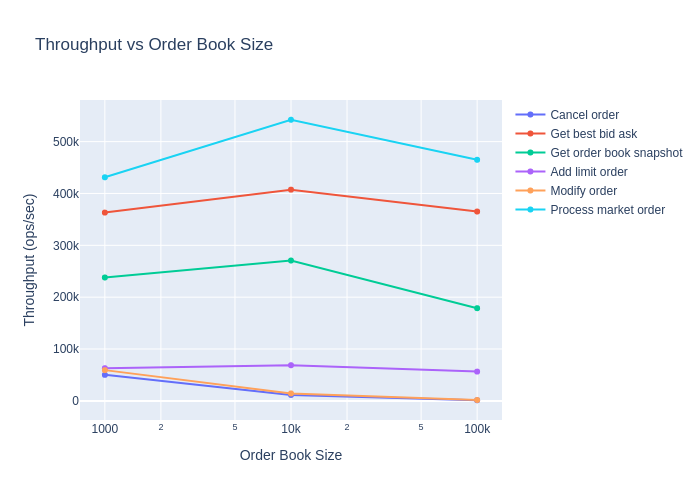 Throughput vs Order Book Size
Cancel order
Get best bid ask
Get order book snapshot
Add limit order
Modify order
Process market order
Throughput (ops/sec)
500k
400k
300k
200k
100k
0
1000 2 5 10k 2 5 100k
Order Book Size